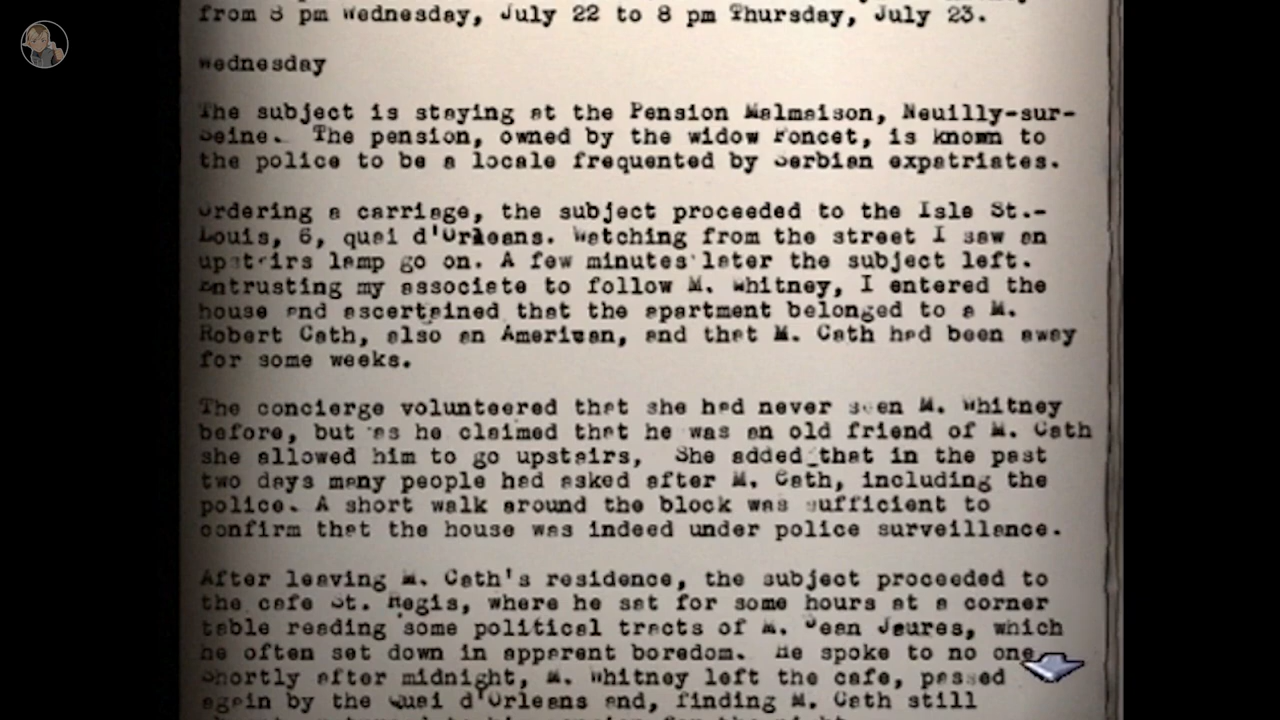 from 8 pm Wednesday, July 22 to 8 pm Thursday, July 23.
Wednesday
The subject is staying at the Pension Malmaison, Neuilly-sur-
Seine. The pension, owned by the widow Foncet, is known to
the police to be a locale frequented by Serbian expatriates.
Ordering a carriage, the subject proceeded to the Isle St.-
Louis, 6, quai d'Orleans. Watching from the street I saw an
upstairs lamp go on. A few minutes later the subject left.
Entrusting my associate to follow M. Whitney, I entered the
house and ascertained that the apartment belonged to a M.
Robert Cath, also an American, and that M. Cath had been away
for some weeks.
The concierge volunteered that she had never seen M. Whitney
before, but as he claimed that he was an old friend of M. Cath
she allowed him to go upstairs, She added that in the past
two days many people had asked after M. Cath, including the
police. A short walk around the block was sufficient to
confirm that the house was indeed under police surveillance.
After leaving M. Cath's residence, the subject proceeded to
the cafe St. Regis, where he sat for some hours at a corner
table reading some political tracts of M. Jean Jaures, which
he often set down in apparent boredom. He spoke to no one.
Shortly after midnight, M. Whitney left the cafe, passed
again by the Quai d'Orleans and, finding M. Cath still